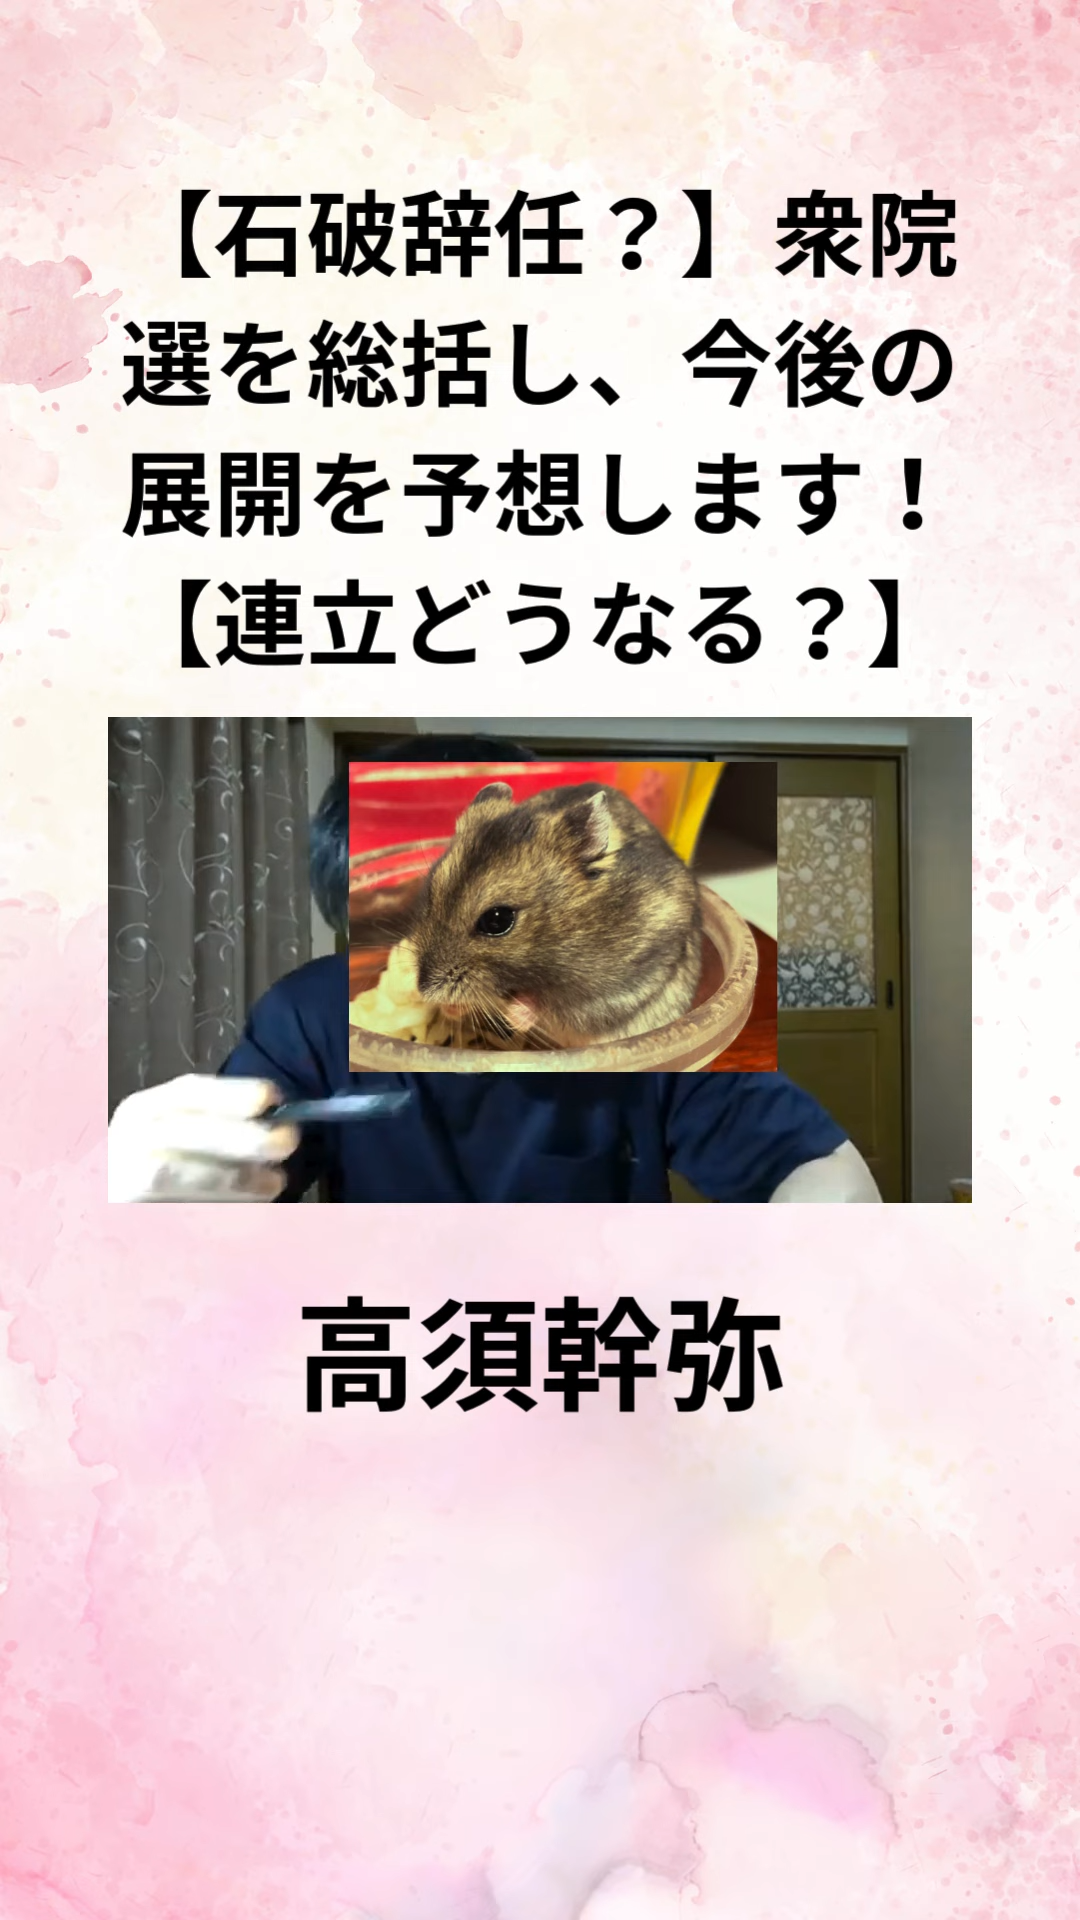 【石破辞任？】衆院
選を総括し、今後の
展開を予想します！
【連立どうなる？】
高須幹弥